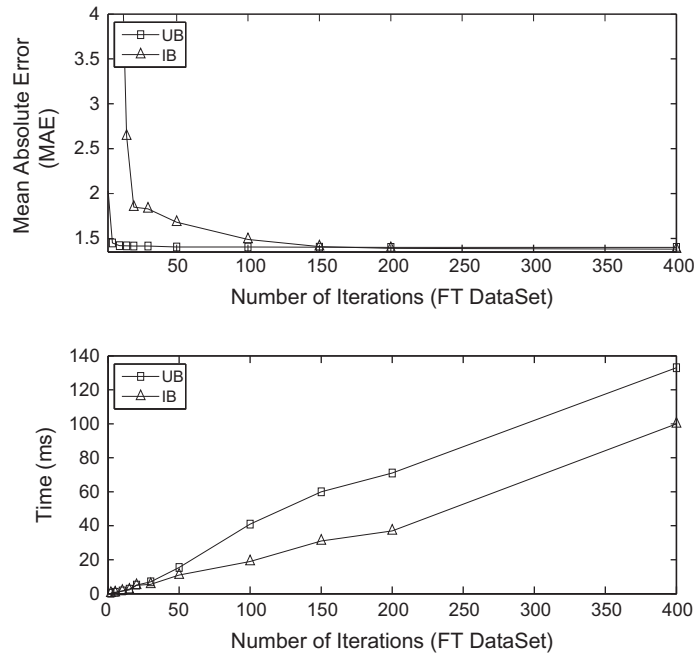 4
3.5
3
2.5
2
1.5
UB
IB
Mean Absolute Error
(MAE)
50 100 150 200 250 300 350 400
Number of Iterations (FT DataSet)
140
120
100
80
60
40
20
0
UB
IB
Time (ms)
0 50 100 150 200 250 300 350 400
Number of Iterations (FT DataSet)